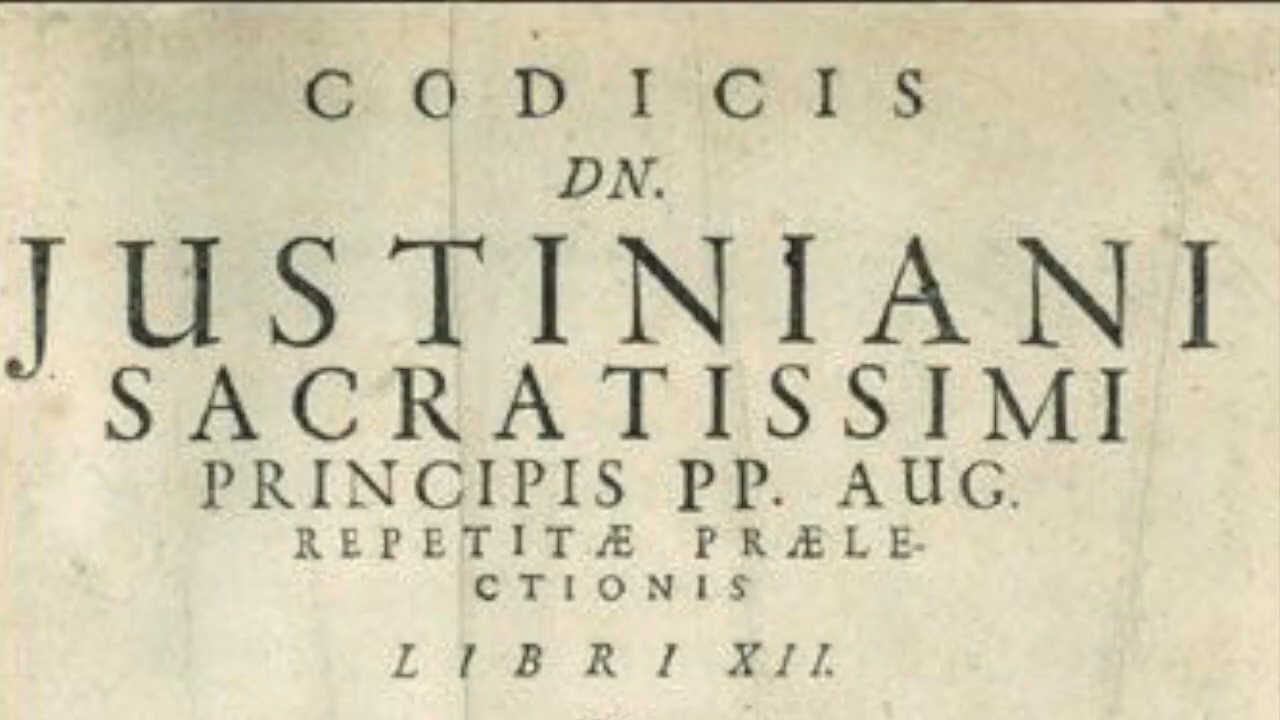 CODICIS
DN.
JUSTINIANI
SACRATISSIMI
PRINCIPIS PP. AUG.
REPETITÆ PRÆLE-
CTIONIS
LIBRI XII.